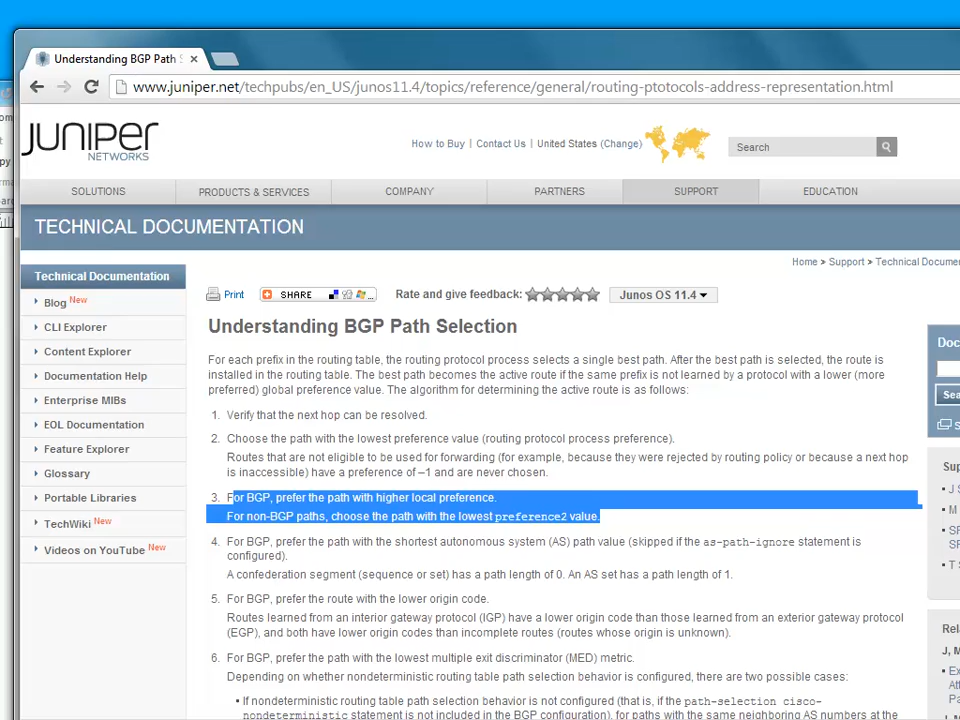 Understanding BGP Path S
www.juniper.net/techpubs/en_US/junos11.4/topics/reference/general/routing-ptotocols-address-representation.html
JUNIPER
NETWORKS
How to Buy | Contact Us | United States (Change)
Search
SOLUTIONS
PRODUCTS & SERVICES
COMPANY
PARTNERS
SUPPORT
EDUCATION
TECHNICAL DOCUMENTATION
Home > Support > Technical Docume
Technical Documentation
Blog New
CLI Explorer
Content Explorer
Documentation Help
Enterprise MIBs
EOL Documentation
Feature Explorer
Glossary
Portable Libraries
TechWiki New
Videos on YouTube New
Print
SHARE
Rate and give feedback:
Junos OS 11.4
Understanding BGP Path Selection
For each prefix in the routing table, the routing protocol process selects a single best path. After the best path is selected, the route is
installed in the routing table. The best path becomes the active route if the same prefix is not learned by a protocol with a lower (more
preferred) global preference value. The algorithm for determining the active route is as follows:
1. Verify that the next hop can be resolved.
2. Choose the path with the lowest preference value (routing protocol process preference).
Routes that are not eligible to be used for forwarding (for example, because they were rejected by routing policy or because a next hop
is inaccessible) have a preference of –1 and are never chosen.
3. For BGP, prefer the path with higher local preference.
For non-BGP paths, choose the path with the lowest preference2 value.
4. For BGP, prefer the path with the shortest autonomous system (AS) path value (skipped if the as-path-ignore statement is
configured).
A confederation segment (sequence or set) has a path length of 0. An AS set has a path length of 1.
5. For BGP, prefer the route with the lower origin code.
Routes learned from an interior gateway protocol (IGP) have a lower origin code than those learned from an exterior gateway protocol
(EGP), and both have lower origin codes than incomplete routes (routes whose origin is unknown).
6. For BGP, prefer the path with the lowest multiple exit discriminator (MED) metric.
Depending on whether nondeterministic routing table path selection behavior is configured, there are two possible cases:
• If nondeterministic routing table path selection behavior is not configured (that is, if the path-selection cisco-
nondeterministic statement is not included in the BGP configuration), for paths with the same neighboring AS numbers at the
Doc
Sea
S
Sup
• J S
• M
• SF
SF
• T S
Rel
J, M
• Ex
Af
Pa